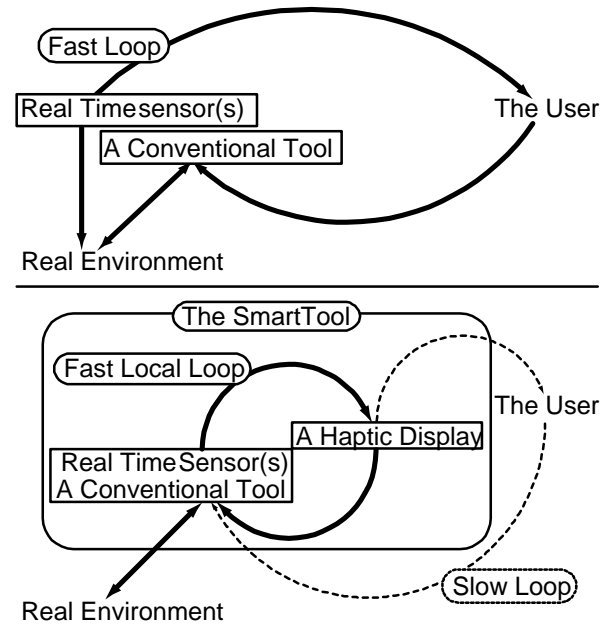 Fast Loop
Real Timesensor(s)
The User
A Conventional Tool
Real Environment
The SmartTool
Fast Local Loop
The User
A Haptic Display
Real TimeSensor(s)
A Conventional Tool
Slow Loop
Real Environment